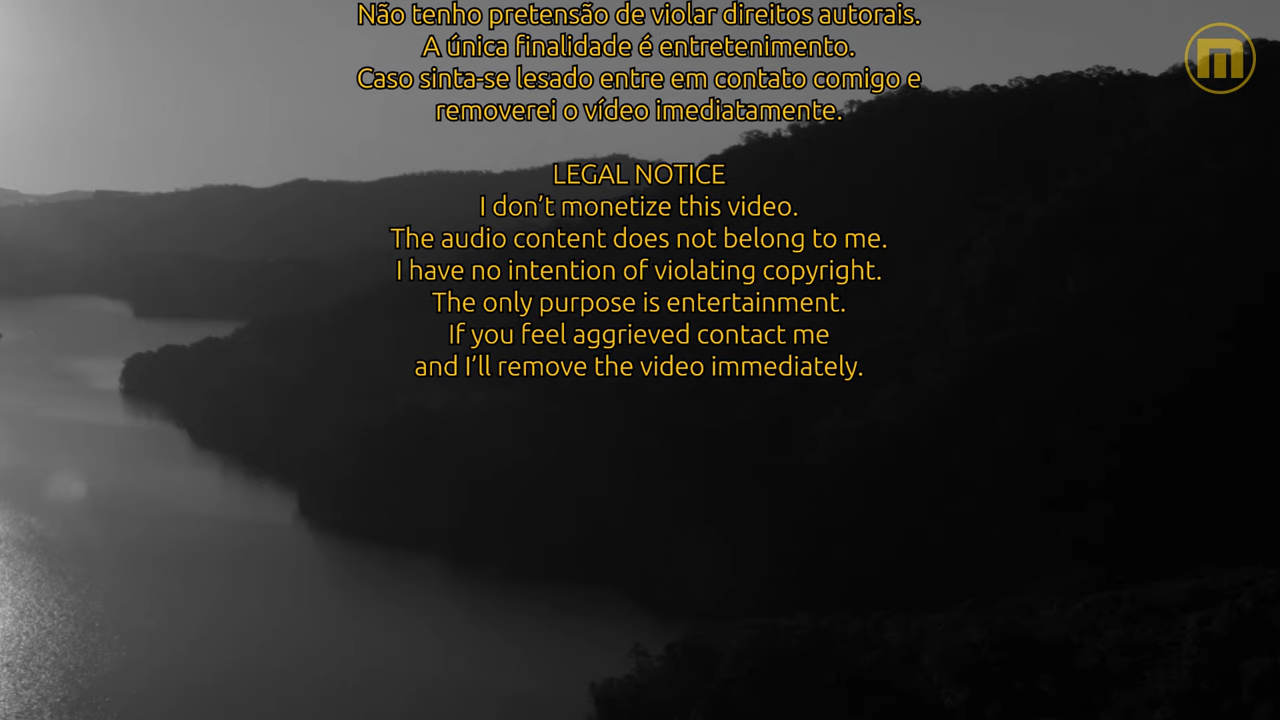 Não tenho pretensão de violar direitos autorais.
A única finalidade é entretenimento.
Caso sinta-se lesado entre em contato comigo e
removerei o vídeo imediatamente.
LEGAL NOTICE
I don’t monetize this video.
The audio content does not belong to me.
I have no intention of violating copyright.
The only purpose is entertainment.
If you feel aggrieved contact me
and I’ll remove the video immediately.